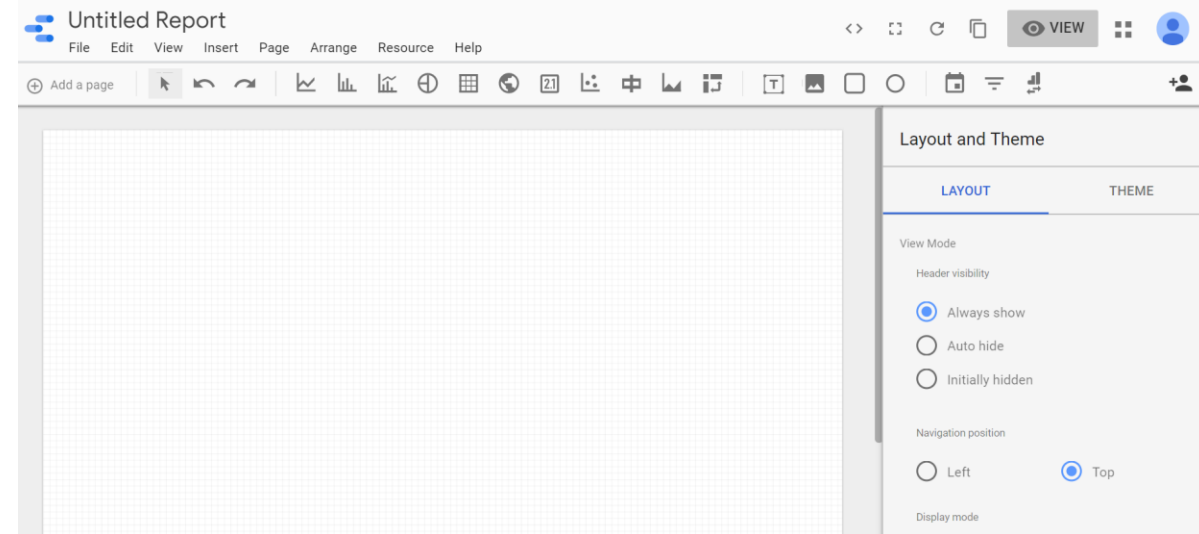 Untitled Report
File Edit View Insert Page Arrange Resource Help
VIEW
Add a page
21
T
Layout and Theme
LAYOUT THEME
View Mode
Header visibility
Always show
Auto hide
Initially hidden
Navigation position
Left Top
Display mode